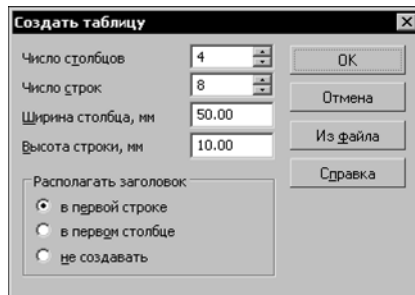 Создать таблицу
Число столбцов 4
Число строк 8
Ширина столбца, мм 50.00
Высота строки, мм 10.00
Располагать заголовок
в первой строке
в первом столбце
не создавать
OK
Отмена
Из файла
Справка